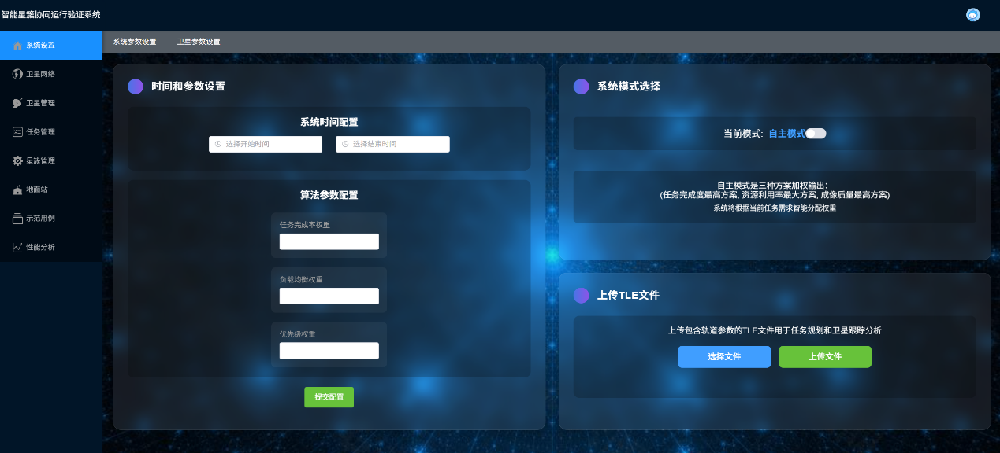 智能星簇协同运行验证系统
系统设置
卫星网络
卫星管理
任务管理
星簇管理
地面站
示范用例
性能分析
系统参数设置
卫星参数设置
时间和参数设置
系统时间配置
选择开始时间 - 选择结束时间
算法参数配置
任务完成率权重
负载均衡权重
优先级权重
提交配置
系统模式选择
当前模式: 自主模式
自主模式是三种方案加权输出:
(任务完成度最高方案, 资源利用率最大方案, 成像质量最高方案)
系统将根据当前任务需求智能分配权重
上传TLE文件
上传包含轨道参数的TLE文件用于任务规划和卫星跟踪分析
选择文件
上传文件